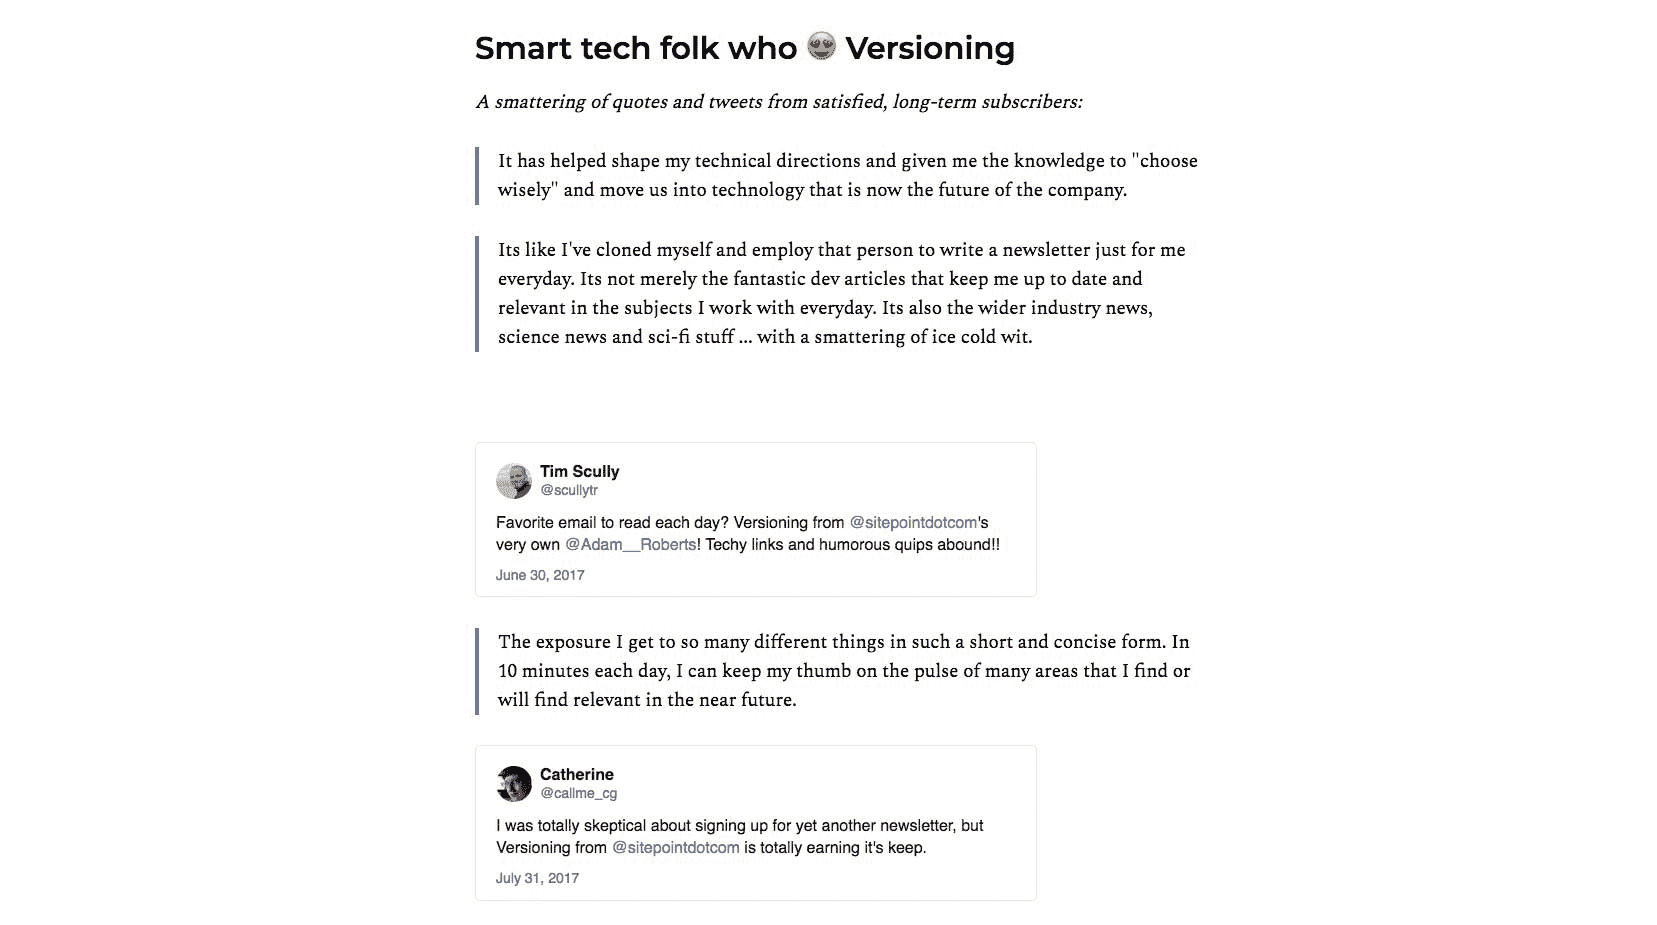 Smart tech folk who 😍 Versioning
A smattering of quotes and tweets from satisfied, long-term subscribers:
It has helped shape my technical directions and given me the knowledge to "choose
wisely" and move us into technology that is now the future of the company.
Its like I've cloned myself and employ that person to write a newsletter just for me
everyday. Its not merely the fantastic dev articles that keep me up to date and
relevant in the subjects I work with everyday. Its also the wider industry news,
science news and sci-fi stuff ... with a smattering of ice cold wit.
Tim Scully
@scullytr
Favorite email to read each day? Versioning from @sitepointdotcom's
very own @Adam__Roberts! Techy links and humorous quips abound!!
June 30, 2017
The exposure I get to so many different things in such a short and concise form. In
10 minutes each day, I can keep my thumb on the pulse of many areas that I find or
will find relevant in the near future.
Catherine
@callme_cg
I was totally skeptical about signing up for yet another newsletter, but
Versioning from @sitepointdotcom is totally earning it's keep.
July 31, 2017